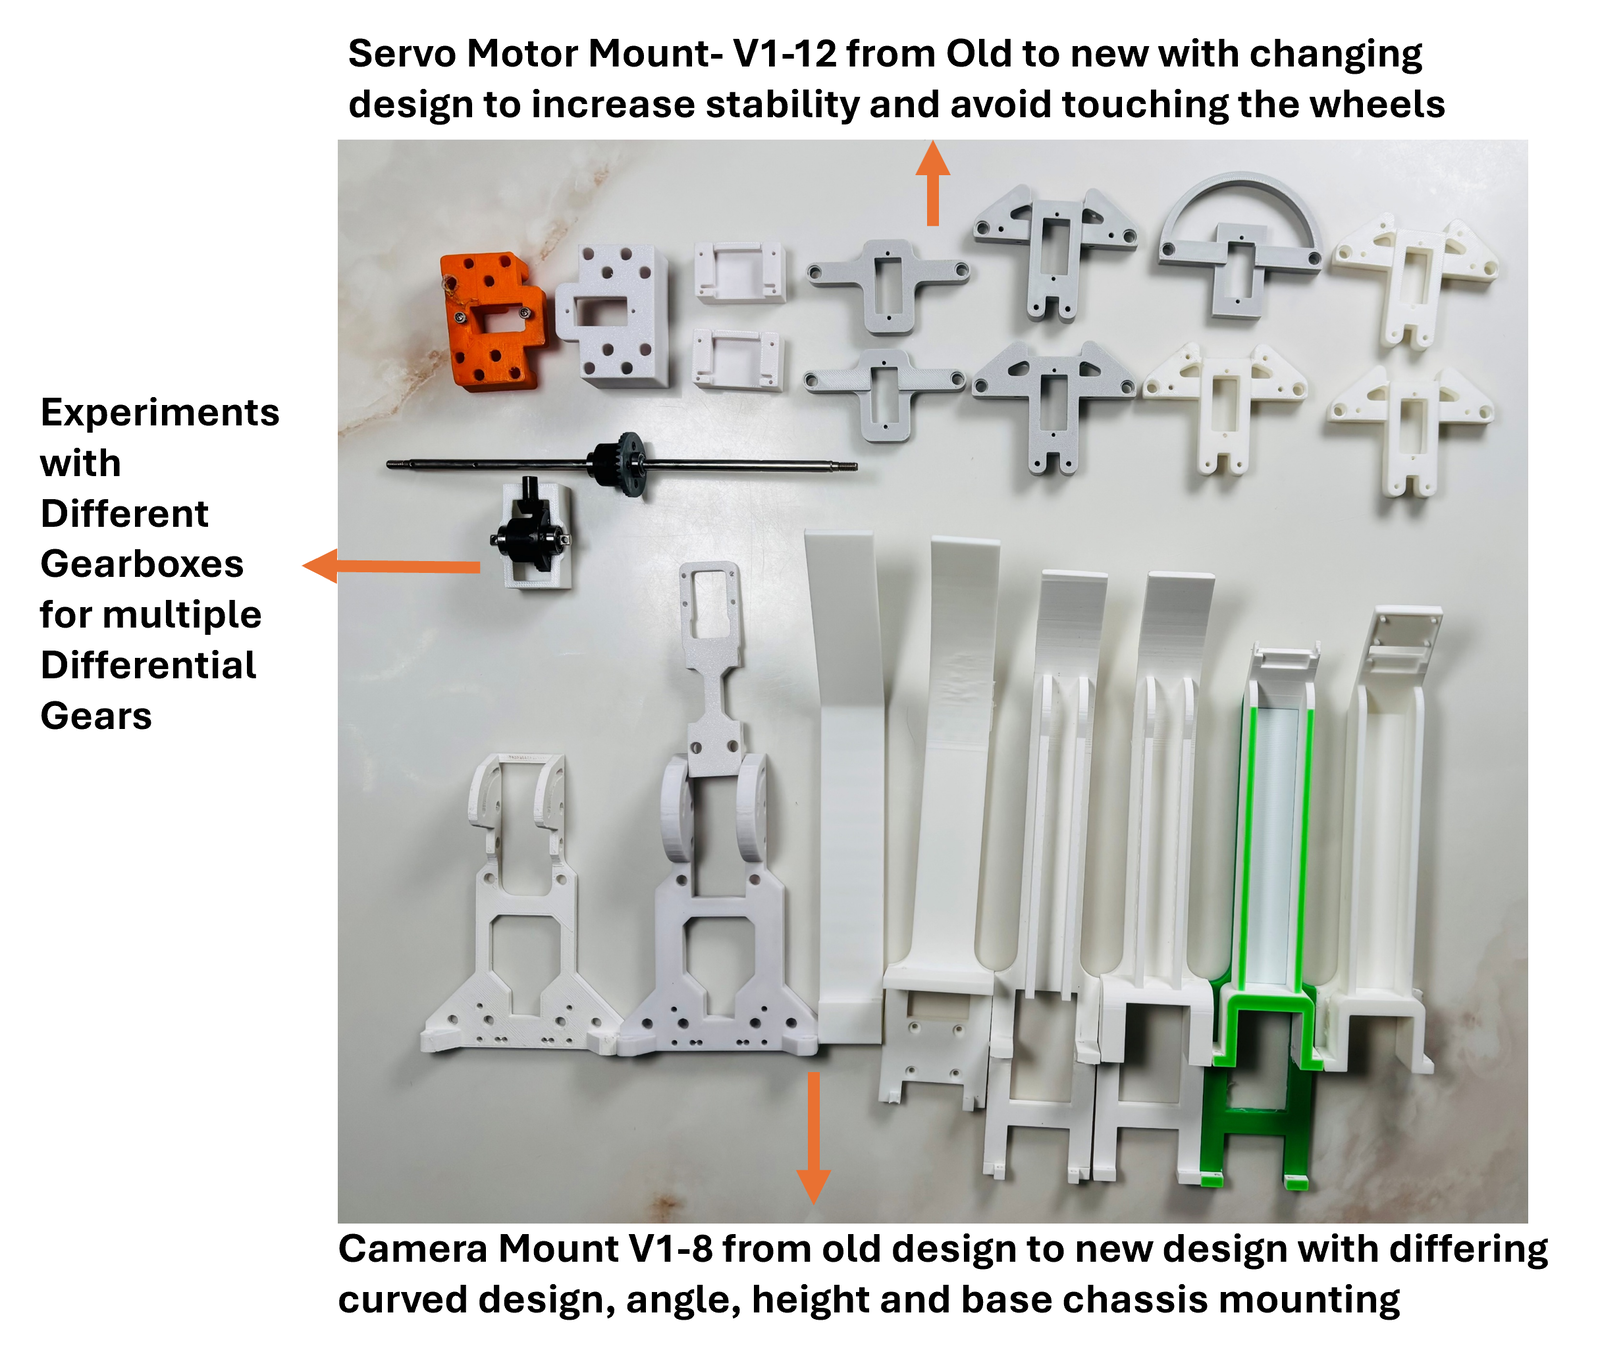 Servo Motor Mount- V1-12 from Old to new with changing
design to increase stability and avoid touching the wheels
Experiments
with
Different
Gearboxes
for multiple
Differential
Gears
Camera Mount V1-8 from old design to new design with differing
curved design, angle, height and base chassis mounting